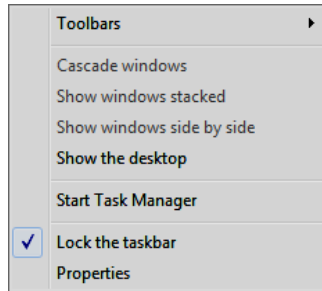 Toolbars
Cascade windows
Show windows stacked
Show windows side by side
Show the desktop
Start Task Manager
Lock the taskbar
Properties